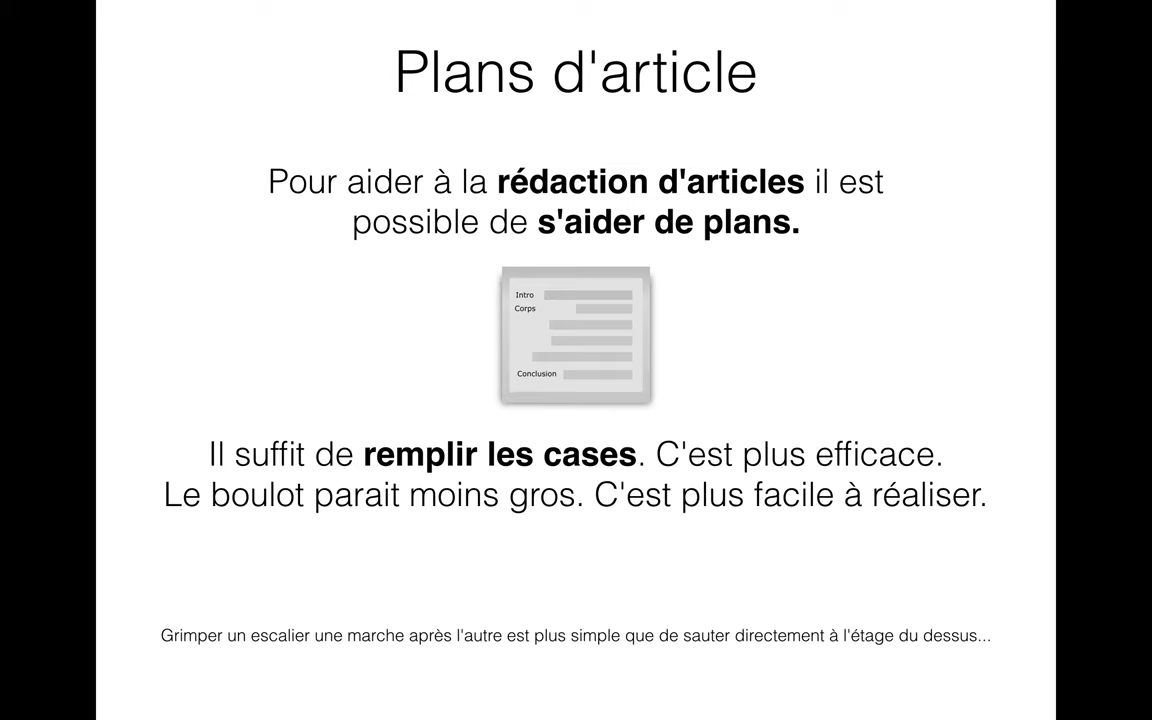 Plans d'article
Pour aider à la rédaction d'articles il est
possible de s'aider de plans.
Intro
Corps
Conclusion
Il suffit de remplir les cases. C'est plus efficace.
Le boulot parait moins gros. C'est plus facile à réaliser.
Grimper un escalier une marche après l'autre est plus simple que de sauter directement à l'étage du dessus...